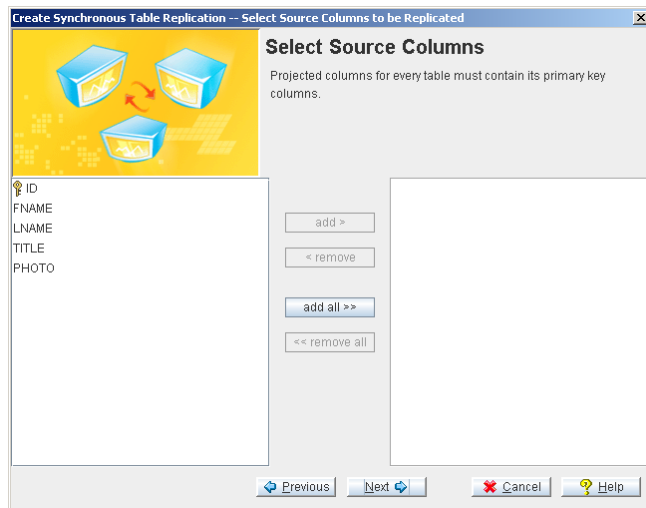 Create Synchronous Table Replication -- Select Source Columns to be Replicated
Select Source Columns
Projected columns for every table must contain its primary key
columns.
ID
FNAME
LNAME
TITLE
PHOTO
add >
< remove
add all >>
<< remove all
Previous
Next
Cancel
Help